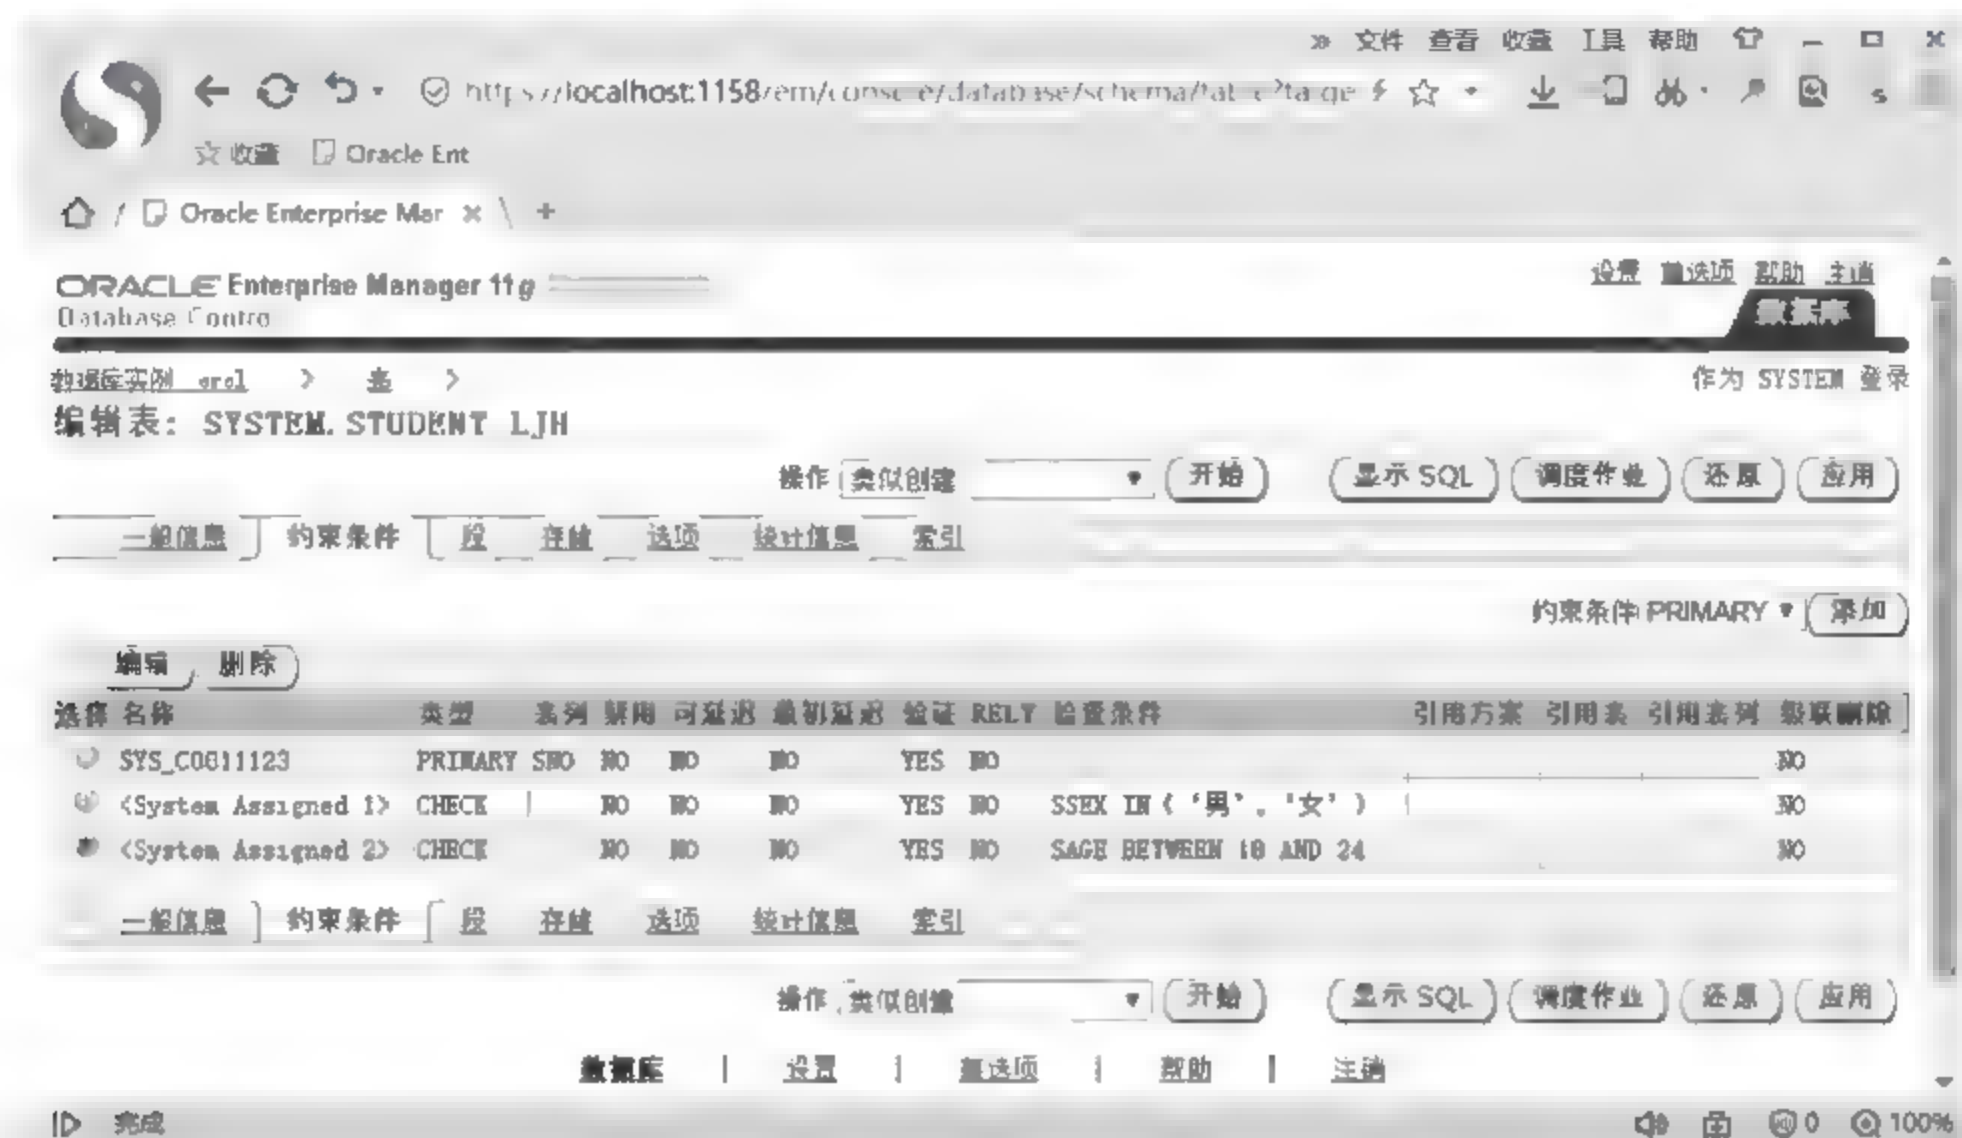 » 文件 查看 收藏 工具 帮助
https://localhost:1158/em/console/database/schema/table?targe
收藏 Oracle Ent
Oracle Enterprise Mar
ORACLE Enterprise Manager 11g
Database Contro
设置 首选项 帮助 注销
数据库
数据库实例 orcl > 表 >
作为 SYSTEM 登录
编辑表: SYSTEM.STUDENT LJH
操作 类似创建 开始 显示 SQL 调度作业 还原 应用
一般信息 约束条件 段 存储 选项 统计信息 索引
约束条件 PRIMARY 添加
编辑 删除
选择 名称 类型 表列 禁用 可延迟 最初延迟 验证 RELY 检查条件 引用方案 引用表 引用表列 级联删除
SYS_C0011123 PRIMARY SNO NO NO NO YES NO NO
<System Assigned 1> CHECK NO NO NO YES NO SSEX IN ( '男', '女' ) NO
<System Assigned 2> CHECK NO NO NO YES NO SAGE BETWEEN 18 AND 24 NO
一般信息 约束条件 段 存储 选项 统计信息 索引
操作 类似创建 开始 显示 SQL 调度作业 还原 应用
数据库 | 设置 | 首选项 | 帮助 | 注销
完成
0 100%